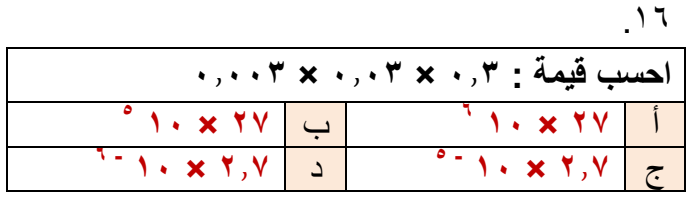 ١٦.
احسب قيمة : ٠,٣ × ٠,٠٣ × ٠,٠٠٣
أ ٢٧ × ١٠ ⁦٦⁩ ب ٢٧ × ١٠ ⁦٥⁩
ج ٢,٧ × ١٠ -٥ د ٢,٧ × ١٠ -٦